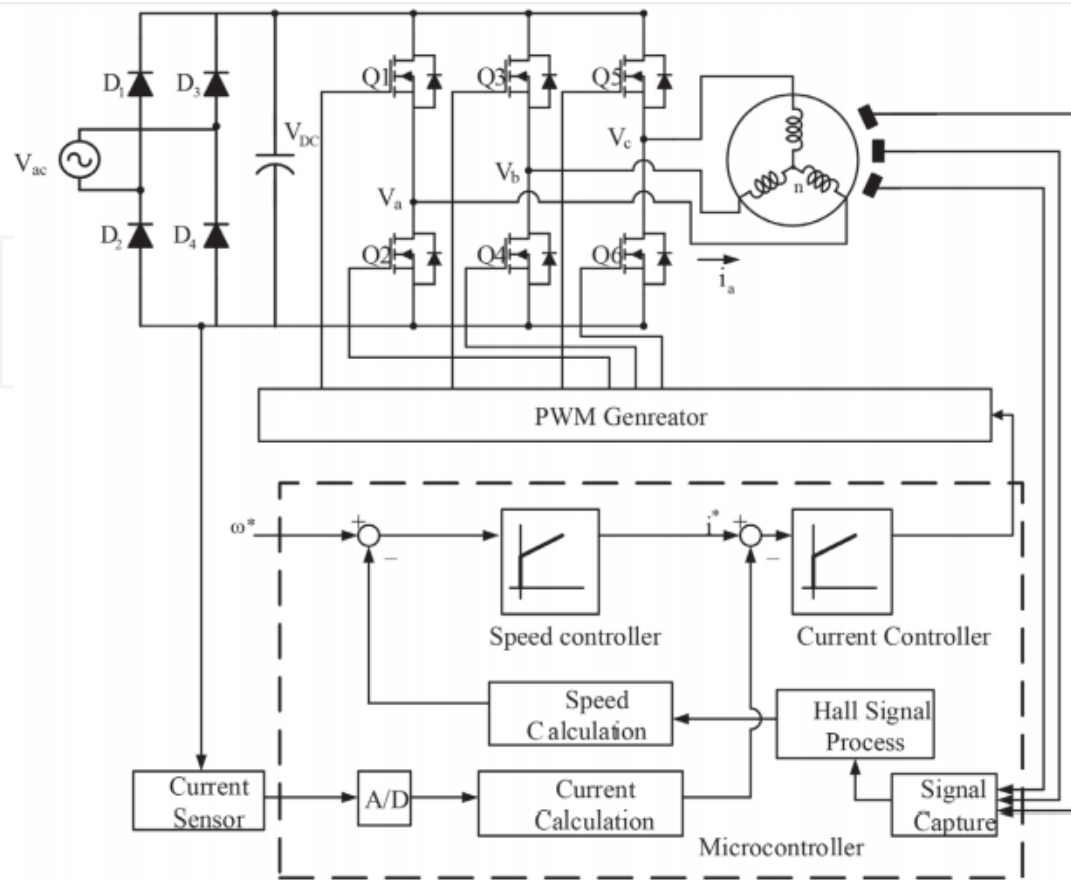 D1
D3
Q1
Q3
Q5
Vac
VDC
Vc
Vb
Va
n
D2
D4
Q2
Q4
Q6
ia
PWM Genreator
ω*
+
−
i*
+
−
Speed controller
Current Controller
Speed
Calculation
Hall Signal
Process
Current
Sensor
A/D
Current
Calculation
Signal
Capture
Microcontroller